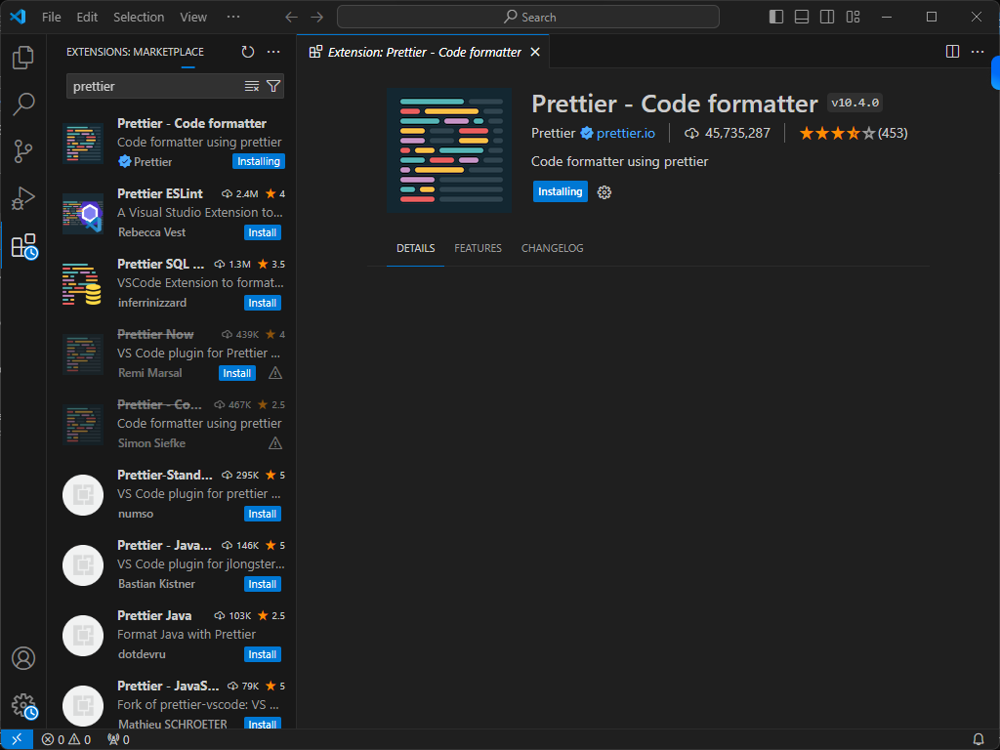 File Edit Selection View ···
Search
EXTENSIONS: MARKETPLACE
prettier
Prettier - Code formatter
Code formatter using prettier
Prettier Installing
Prettier ESLint 2.4M ★ 4
A Visual Studio Extension to...
Rebecca Vest Install
Prettier SQL ... 1.3M ★ 3.5
VSCode Extension to format...
inferrinizzard Install
Prettier Now 439K ★ 4
VS Code plugin for Prettier ...
Remi Marsal Install
Prettier - Co... 467K ★ 2.5
Code formatter using prettier
Simon Siefke
Prettier-Stand... 295K ★ 5
VS Code plugin for prettier ...
numso Install
Prettier - Java... 146K ★ 5
VS Code plugin for jlongster...
Bastian Kistner Install
Prettier Java 103K ★ 2.5
Format Java with Prettier
dotdevru Install
Prettier - JavaS... 79K ★ 5
Fork of prettier-vscode: VS ...
Mathieu SCHROETER Install
Extension: Prettier - Code formatter
Prettier - Code formatter v10.4.0
Prettier prettier.io 45,735,287 (453)
Code formatter using prettier
Installing
DETAILS FEATURES CHANGELOG
0 0 0